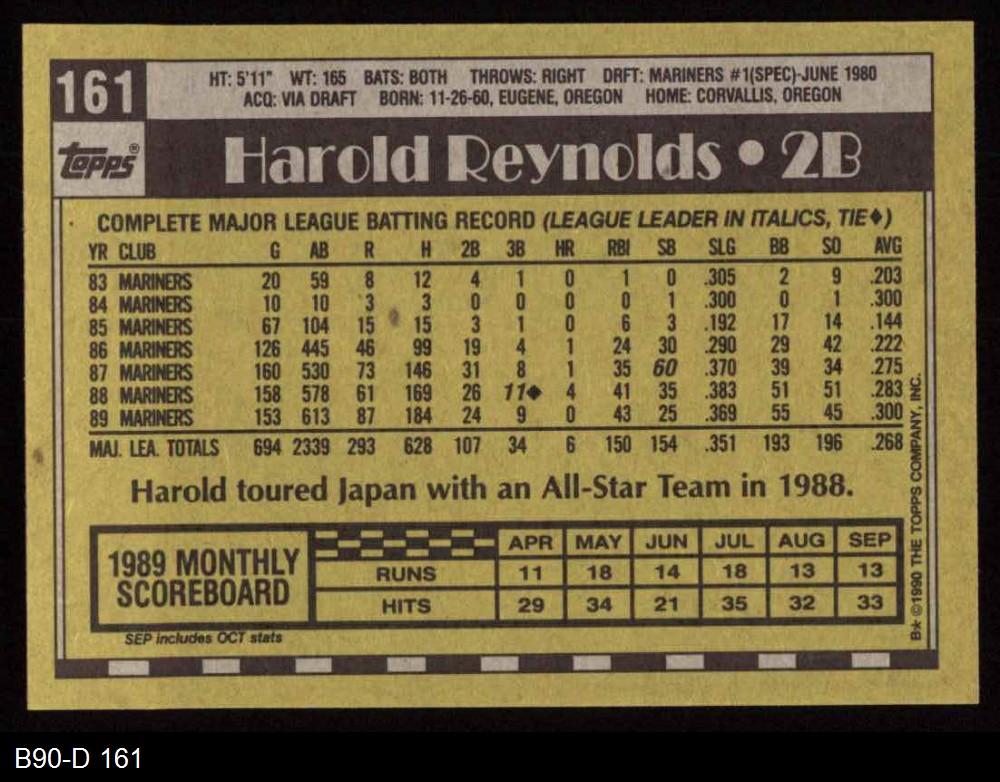 161
HT: 5'11" WT: 165 BATS: BOTH THROWS: RIGHT DRFT: MARINERS #1(SPEC)-JUNE 1980
ACQ: VIA DRAFT BORN: 11-26-60, EUGENE, OREGON HOME: CORVALLIS, OREGON
topps®
Harold Reynolds • 2B
COMPLETE MAJOR LEAGUE BATTING RECORD (LEAGUE LEADER IN ITALICS, TIE♦)
YR CLUB G AB R H 2B 3B HR RBI SB SLG BB SO AVG
83 MARINERS 20 59 8 12 4 1 0 1 0 .305 2 9 .203
84 MARINERS 10 10 3 3 0 0 0 0 1 .300 0 1 .300
85 MARINERS 67 104 15 15 3 1 0 6 3 .192 17 14 .144
86 MARINERS 126 445 46 99 19 4 1 24 30 .290 29 42 .222
87 MARINERS 160 530 73 146 31 8 1 35 60 .370 39 34 .275
88 MARINERS 158 578 61 169 26 11♦ 4 41 35 .383 51 51 .283
89 MARINERS 153 613 87 184 24 9 0 43 25 .369 55 45 .300
MAJ. LEA. TOTALS 694 2339 293 628 107 34 6 150 154 .351 193 196 .268
Harold toured Japan with an All-Star Team in 1988.
1989 MONTHLY
SCOREBOARD
APR MAY JUN JUL AUG SEP
RUNS 11 18 14 18 13 13
HITS 29 34 21 35 32 33
SEP includes OCT stats
B* ©1990 THE TOPPS COMPANY, INC.
B90-D 161